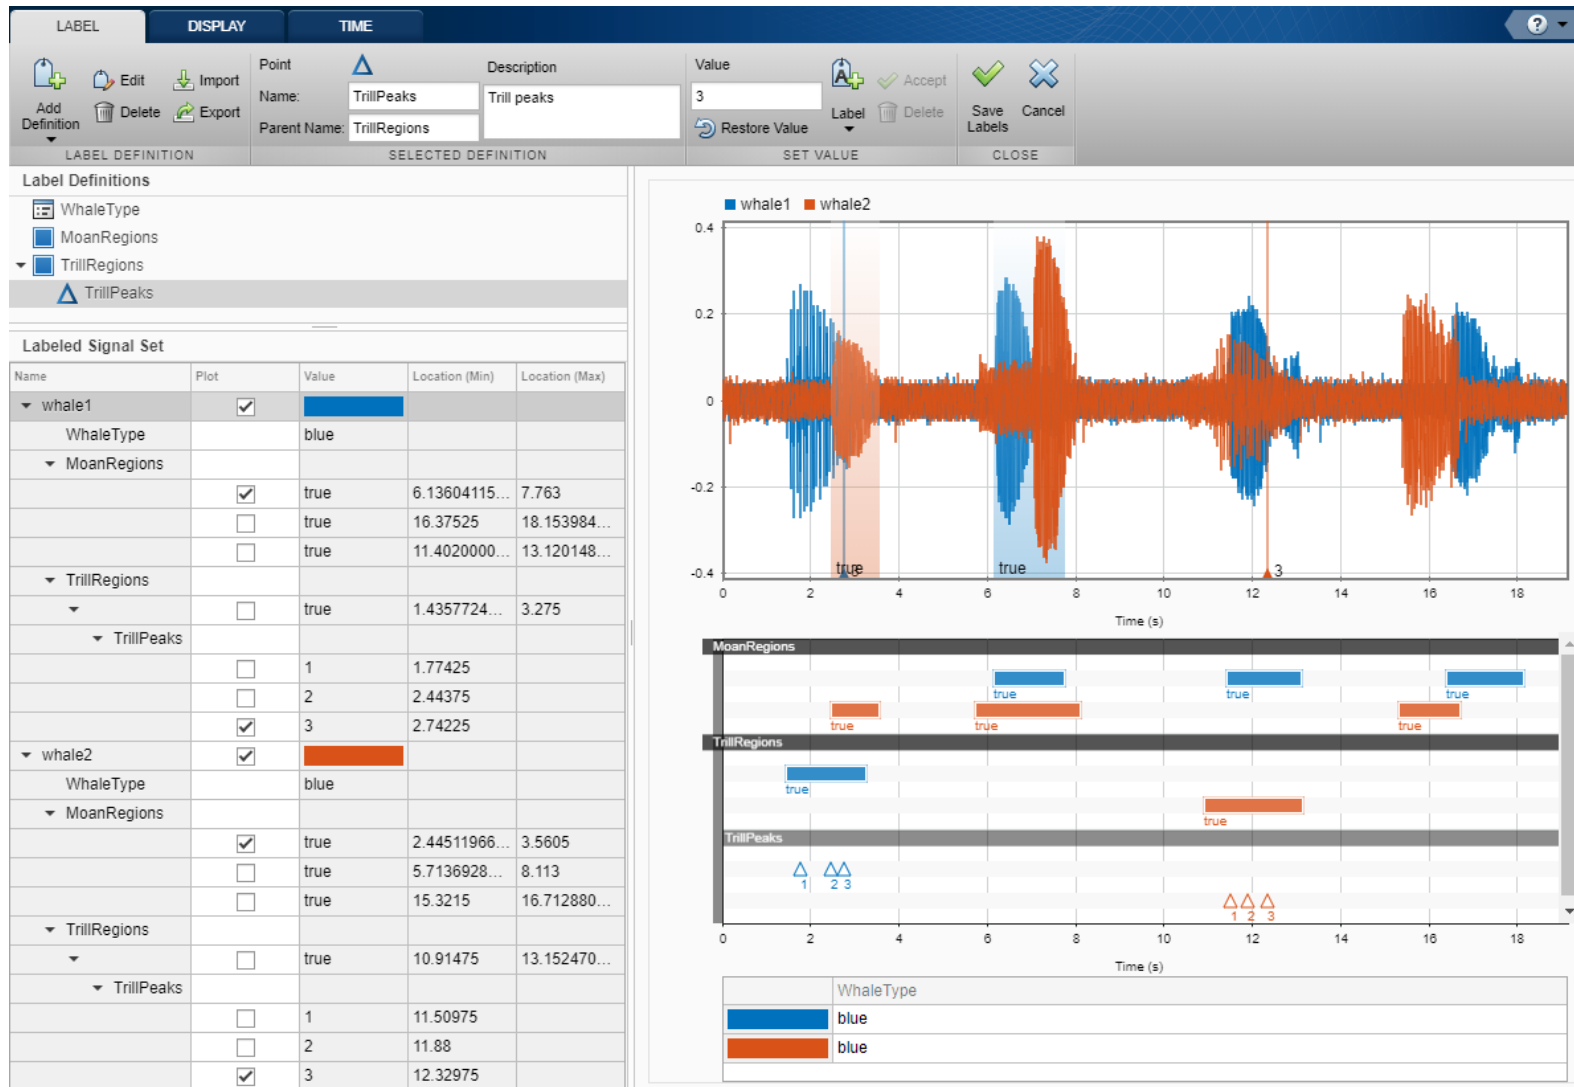 LABEL DISPLAY TIME ?
Add Definition
Edit
Delete
Import
Export
LABEL DEFINITION
Point
Name: TrillPeaks
Parent Name: TrillRegions
Description
Trill peaks
SELECTED DEFINITION
Value
3
Restore Value
Label
Accept
Delete
SET VALUE
Save Labels
Cancel
CLOSE
Label Definitions
WhaleType
MoanRegions
TrillRegions
TrillPeaks
Labeled Signal Set
Name Plot Value Location (Min) Location (Max)
whale1
WhaleType blue
MoanRegions
true 6.13604115... 7.763
true 16.37525 18.153984...
true 11.4020000... 13.120148...
TrillRegions
true 1.4357724... 3.275
TrillPeaks
1 1.77425
2 2.44375
3 2.74225
whale2
WhaleType blue
MoanRegions
true 2.44511966... 3.5605
true 5.7136928... 8.113
true 15.3215 16.712880...
TrillRegions
true 10.91475 13.152470...
TrillPeaks
1 11.50975
2 11.88
3 12.32975
whale1 whale2
0.4
0.2
0
-0.2
-0.4
true 3 true 3
0 2 4 6 8 10 12 14 16 18
Time (s)
MoanRegions
true true true
true true true
TrillRegions
true
true
TrillPeaks
1 2 3
1 2 3
0 2 4 6 8 10 12 14 16 18
Time (s)
WhaleType
blue
blue